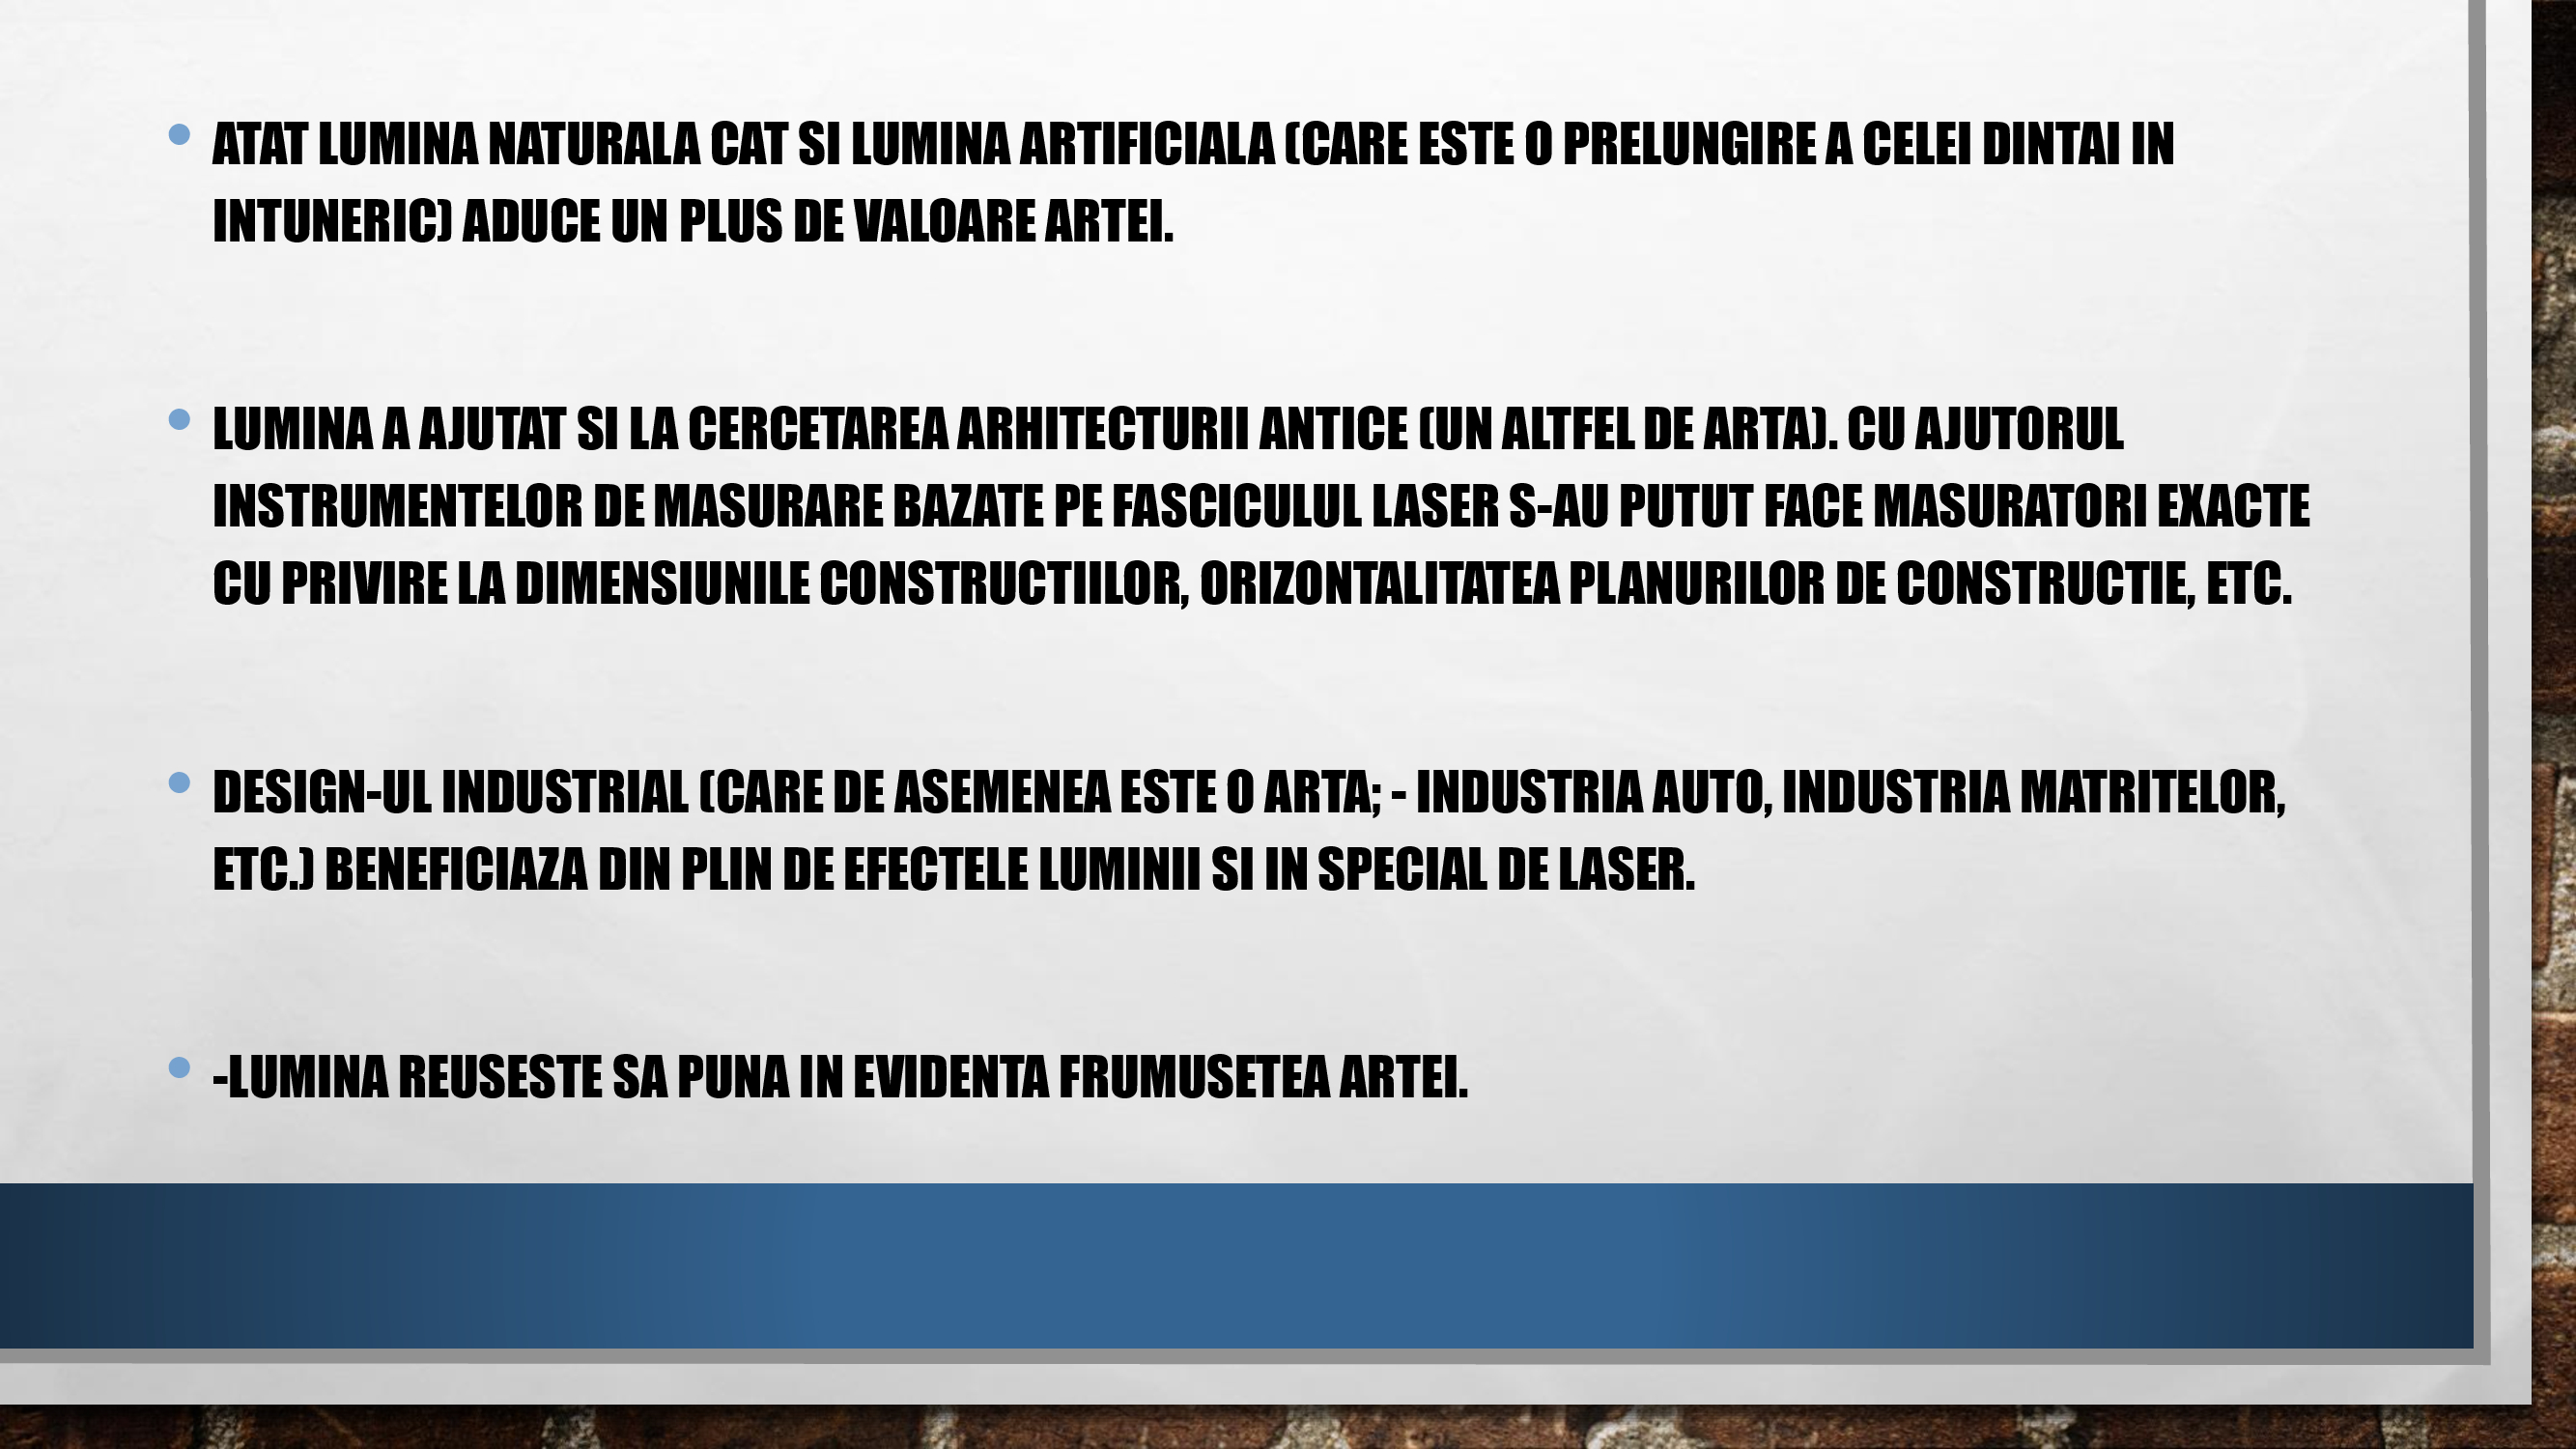 • ATAT LUMINA NATURALA CAT SI LUMINA ARTIFICIALA (CARE ESTE O PRELUNGIRE A CELEI DINTAI IN
INTUNERIC) ADUCE UN PLUS DE VALOARE ARTEI.
• LUMINA A AJUTAT SI LA CERCETAREA ARHITECTURII ANTICE (UN ALTFEL DE ARTA). CU AJUTORUL
INSTRUMENTELOR DE MASURARE BAZATE PE FASCICULUL LASER S-AU PUTUT FACE MASURATORI EXACTE
CU PRIVIRE LA DIMENSIUNILE CONSTRUCTIILOR, ORIZONTALITATEA PLANURILOR DE CONSTRUCTIE, ETC.
• DESIGN-UL INDUSTRIAL (CARE DE ASEMENEA ESTE O ARTA; - INDUSTRIA AUTO, INDUSTRIA MATRITELOR,
ETC.) BENEFICIAZA DIN PLIN DE EFECTELE LUMINII SI IN SPECIAL DE LASER.
• -LUMINA REUSESTE SA PUNA IN EVIDENTA FRUMUSETEA ARTEI.